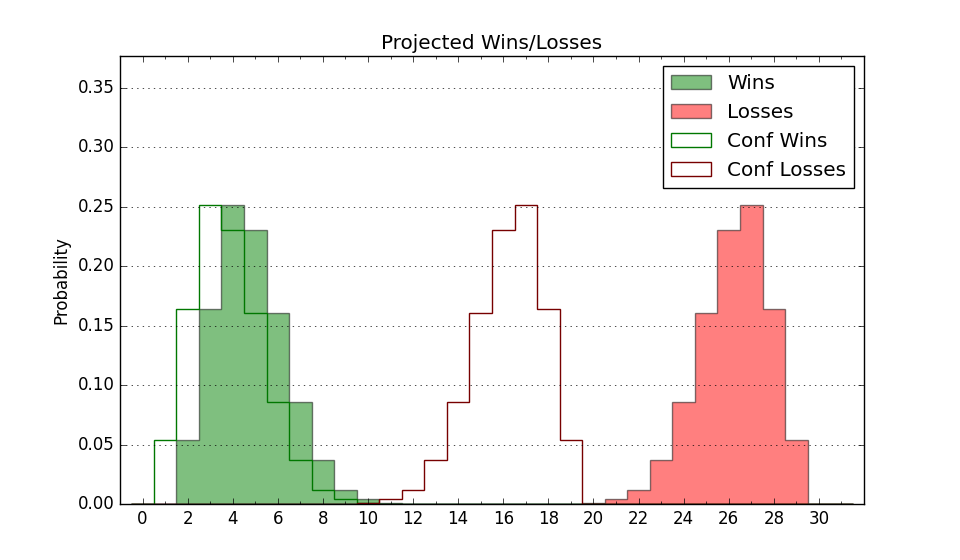 Projected Wins/Losses
Wins
Losses
Conf Wins
Conf Losses
Probability
0.35
0.30
0.25
0.20
0.15
0.10
0.05
0.00
0 2 4 6 8 10 12 14 16 18 20 22 24 26 28 30